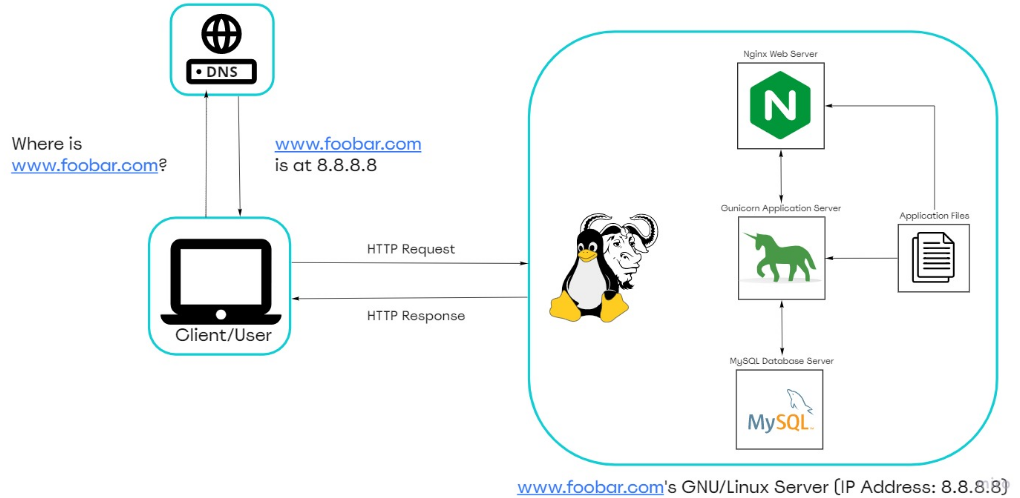 DNS
Where is
www.foobar.com?
www.foobar.com
is at 8.8.8.8
Client/User
HTTP Request
HTTP Response
Nginx Web Server
N
Gunicorn Application Server
Application Files
MySQL Database Server
MySQL
www.foobar.com's GNU/Linux Server (IP Address: 8.8.8.8)